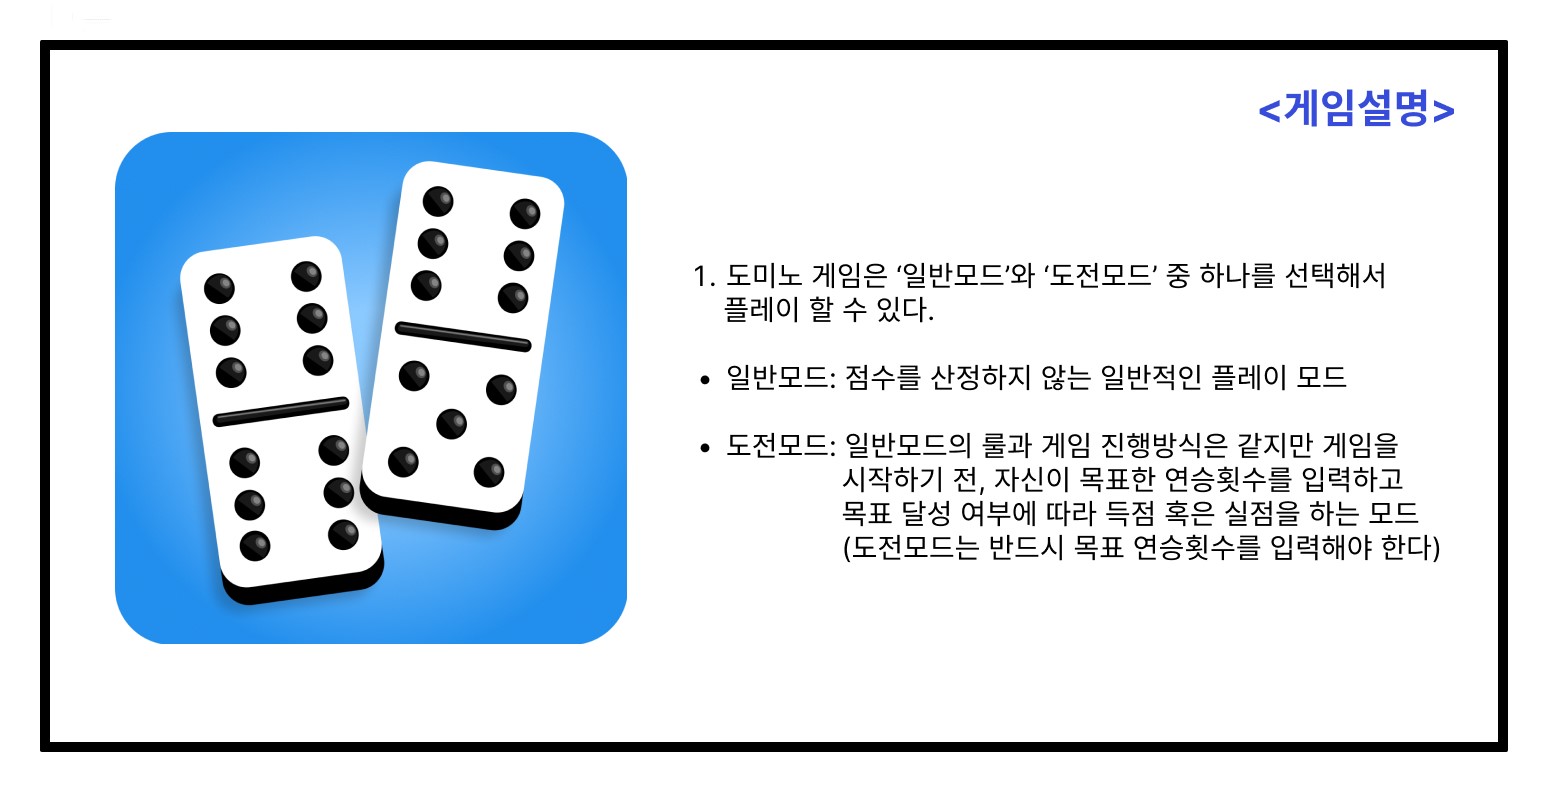 <게임설명>
1. 도미노 게임은 ‘일반모드’와 ‘도전모드’ 중 하나를 선택해서
플레이 할 수 있다.
• 일반모드: 점수를 산정하지 않는 일반적인 플레이 모드
• 도전모드: 일반모드의 룰과 게임 진행방식은 같지만 게임을
시작하기 전, 자신이 목표한 연승횟수를 입력하고
목표 달성 여부에 따라 득점 혹은 실점을 하는 모드
(도전모드는 반드시 목표 연승횟수를 입력해야 한다)